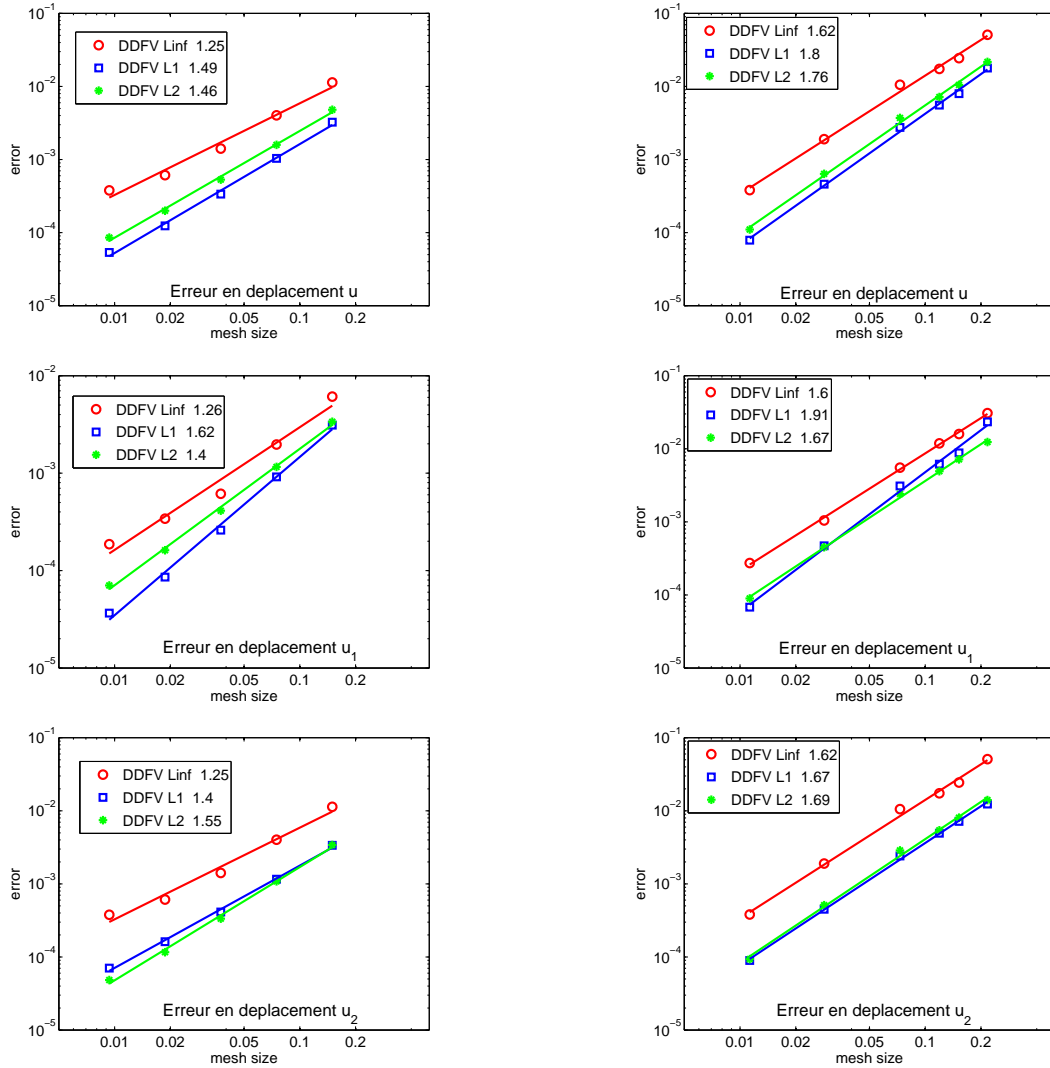 10^-1
10^-2
10^-3
10^-4
10^-5
error
DDFV Linf 1.25
DDFV L1 1.49
DDFV L2 1.46
Erreur en deplacement u
0.01 0.02 0.05 0.1 0.2
mesh size
10^-1
10^-2
10^-3
10^-4
10^-5
error
DDFV Linf 1.62
DDFV L1 1.8
DDFV L2 1.76
Erreur en deplacement u
0.01 0.02 0.05 0.1 0.2
mesh size
10^-2
10^-3
10^-4
10^-5
error
DDFV Linf 1.26
DDFV L1 1.62
DDFV L2 1.4
Erreur en deplacement u_1
0.01 0.02 0.05 0.1 0.2
mesh size
10^-1
10^-2
10^-3
10^-4
10^-5
error
DDFV Linf 1.6
DDFV L1 1.91
DDFV L2 1.67
Erreur en deplacement u_1
0.01 0.02 0.05 0.1 0.2
mesh size
10^-1
10^-2
10^-3
10^-4
10^-5
error
DDFV Linf 1.25
DDFV L1 1.4
DDFV L2 1.55
Erreur en deplacement u_2
0.01 0.02 0.05 0.1 0.2
mesh size
10^-1
10^-2
10^-3
10^-4
10^-5
error
DDFV Linf 1.62
DDFV L1 1.67
DDFV L2 1.69
Erreur en deplacement u_2
0.01 0.02 0.05 0.1 0.2
mesh size